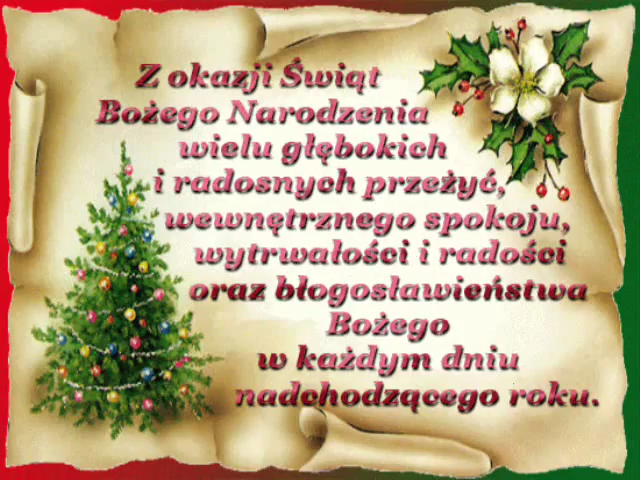 Z okazji Świąt
Bożego Narodzenia
wielu głębokich
i radosnych przeżyć,
wewnętrznego spokoju,
wytrwałości i radości
oraz błogosławieństwa
Bożego
w każdym dniu
nadchodzącego roku.